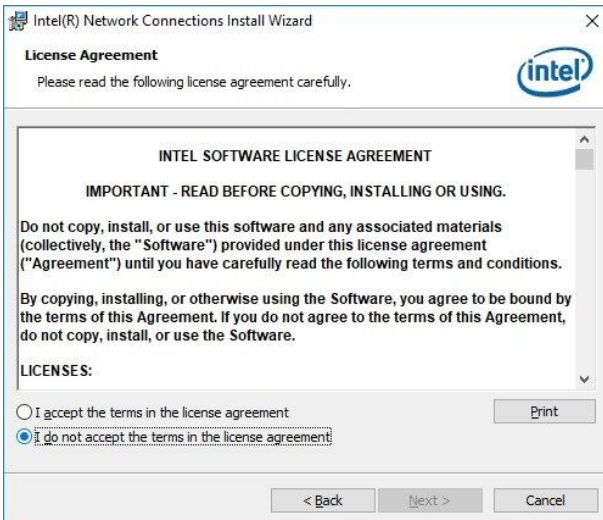 Intel(R) Network Connections Install Wizard
License Agreement
Please read the following license agreement carefully.
intel
INTEL SOFTWARE LICENSE AGREEMENT
IMPORTANT - READ BEFORE COPYING, INSTALLING OR USING.
Do not copy, install, or use this software and any associated materials
(collectively, the "Software") provided under this license agreement
("Agreement") until you have carefully read the following terms and conditions.
By copying, installing, or otherwise using the Software, you agree to be bound by
the terms of this Agreement. If you do not agree to the terms of this Agreement,
do not copy, install, or use the Software.
LICENSES:
I accept the terms in the license agreement
Print
I do not accept the terms in the license agreement
< Back
Next >
Cancel